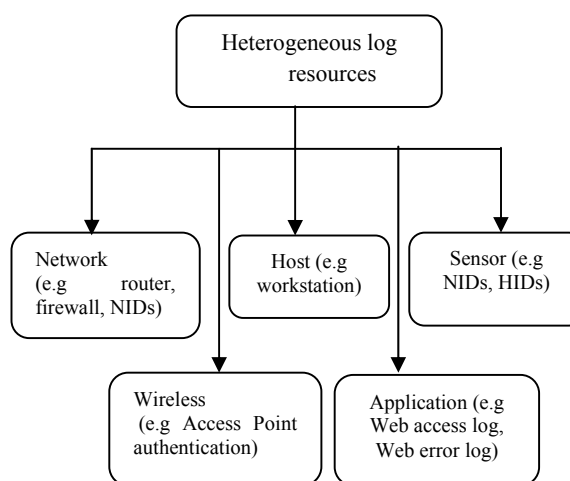 Heterogeneous log
resources
Network
(e.g router,
firewall, NIDs)
Host (e.g
workstation)
Sensor (e.g
NIDs, HIDs)
Wireless
(e.g Access Point
authentication)
Application (e.g
Web access log,
Web error log)